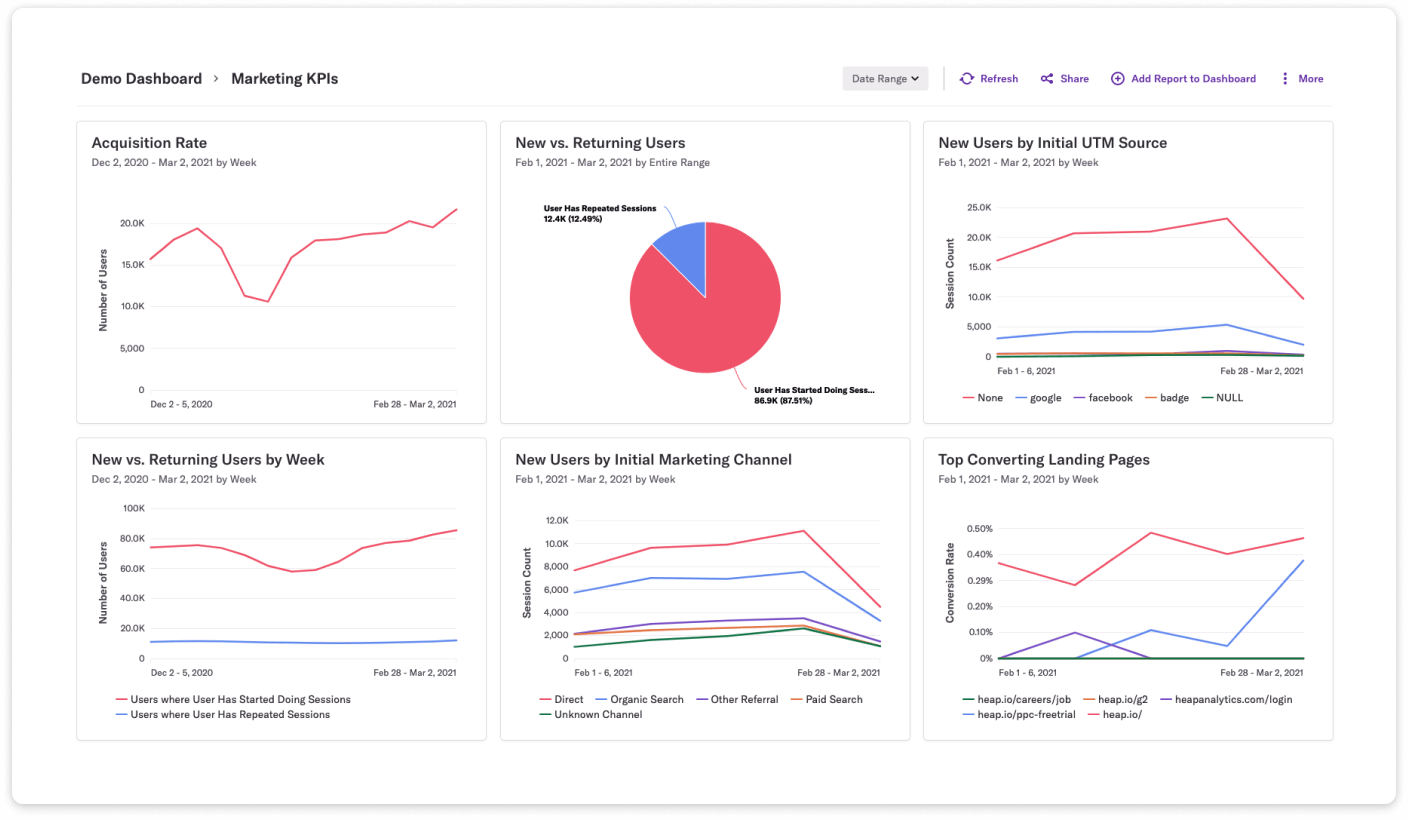 Demo Dashboard > Marketing KPIs
Date Range
Refresh
Share
Add Report to Dashboard
More
Acquisition Rate
Dec 2, 2020 - Mar 2, 2021 by Week
Number of Users
20.0K
15.0K
10.0K
5,000
0
Dec 2 - 5, 2020
Feb 28 - Mar 2, 2021
New vs. Returning Users
Feb 1, 2021 - Mar 2, 2021 by Entire Range
User Has Repeated Sessions
12.4K (12.49%)
User Has Started Doing Sess...
86.9K (87.51%)
New Users by Initial UTM Source
Feb 1, 2021 - Mar 2, 2021 by Week
Session Count
25.0K
20.0K
15.0K
10.0K
5,000
0
Feb 1 - 6, 2021
Feb 28 - Mar 2, 2021
None google facebook badge NULL
New vs. Returning Users by Week
Dec 2, 2020 - Mar 2, 2021 by Week
Number of Users
100K
80.0K
60.0K
40.0K
20.0K
0
Dec 2 - 5, 2020
Feb 28 - Mar 2, 2021
Users where User Has Started Doing Sessions
Users where User Has Repeated Sessions
New Users by Initial Marketing Channel
Feb 1, 2021 - Mar 2, 2021 by Week
Session Count
12.0K
10.0K
8,000
6,000
4,000
2,000
0
Feb 1 - 6, 2021
Feb 28 - Mar 2, 2021
Direct Organic Search Other Referral Paid Search
Unknown Channel
Top Converting Landing Pages
Feb 1, 2021 - Mar 2, 2021 by Week
Conversion Rate
0.50%
0.40%
0.29%
0.20%
0.10%
0%
Feb 1 - 6, 2021
Feb 28 - Mar 2, 2021
heap.io/careers/job heap.io/g2 heapanalytics.com/login
heap.io/ppc-freetrial heap.io/